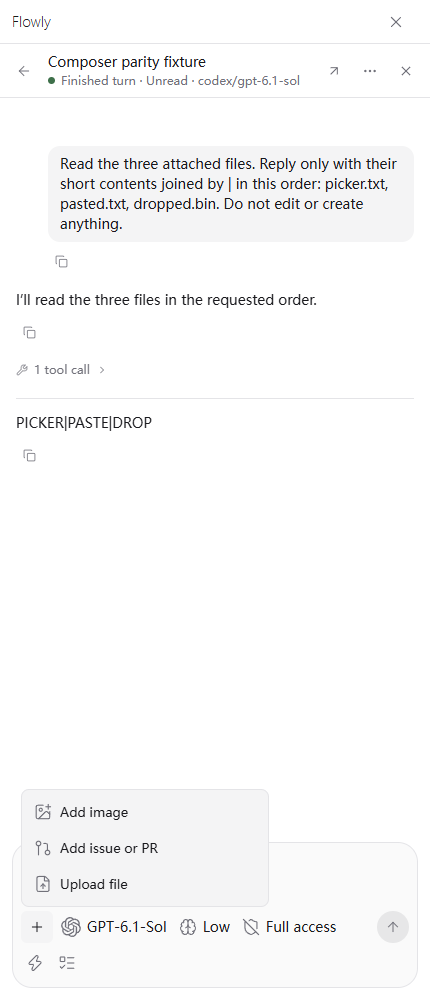 Flowly
Composer parity fixture
Finished turn · Unread · codex/gpt-6.1-sol
Read the three attached files. Reply only with their
short contents joined by | in this order: picker.txt,
pasted.txt, dropped.bin. Do not edit or create
anything.
I’ll read the three files in the requested order.
1 tool call
PICKER|PASTE|DROP
Add image
Add issue or PR
Upload file
GPT-6.1-Sol Low Full access